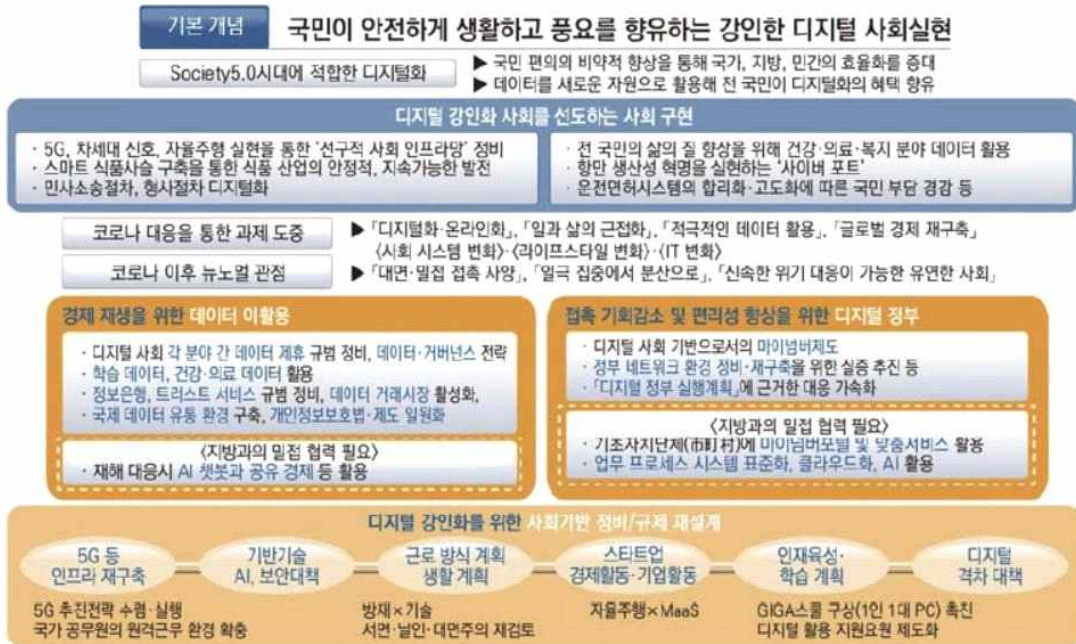 기본 개념
국민이 안전하게 생활하고 풍요를 향유하는 강인한 디지털 사회실현
Society5.0시대에 적합한 디지털화
▶ 국민 편의의 비약적 향상을 통해 국가, 지방, 민간의 효율화를 증대
▶ 데이터를 새로운 자원으로 활용해 전 국민이 디지털화의 혜택 향유
디지털 강인화 사회를 선도하는 사회 구현
· 5G, 차세대 신호, 자율주행 실현을 통한 '선구적 사회 인프라망' 정비
· 스마트 식품사슬 구축을 통한 식품 산업의 안정적, 지속가능한 발전
· 민사소송절차, 형사절차 디지털화
· 전 국민의 삶의 질 향상을 위해 건강·의료·복지 분야 데이터 활용
· 항만 생산성 혁명을 실현하는 '사이버 포트'
· 운전면허시스템의 합리화·고도화에 따른 국민 부담 경감 등
코로나 대응을 통한 과제 도증
▶「디지털화·온라인화」,「일과 삶의 근접화」,「적극적인 데이터 활용」,「글로벌 경제 재구축」
〈사회 시스템 변화〉·〈라이프스타일 변화〉·〈IT 변화〉
코로나 이후 뉴노멀 관점
▶「대면·밀접 접촉 사양」,「일극 집중에서 분산으로」,「신속한 위기 대응이 가능한 유연한 사회」
경제 재생을 위한 데이터 이활용
· 디지털 사회 각 분야 간 데이터 제휴 규범 정비, 데이터·거버넌스 전략
· 학습 데이터, 건강·의료 데이터 활용
· 정보은행, 트러스트 서비스 규범 정비, 데이터 거래시장 활성화,
· 국제 데이터 유통 환경 구축, 개인정보보호법·제도 일원화
〈지방과의 밀접 협력 필요〉
· 재해 대응시 AI 챗봇과 공유 경제 등 활용
접촉 기회감소 및 편리성 향상을 위한 디지털 정부
· 디지털 사회 기반으로서의 마이넘버제도
· 정부 네트워크 환경 정비·재구축을 위한 실증 추진 등
·「디지털 정부 실행계획」에 근거한 대응 가속화
〈지방과의 밀접 협력 필요〉
· 기초자치단체(市町村)에 마이넘버포털 및 맞춤서비스 활용
· 업무 프로세스 시스템 표준화, 클라우드화, AI 활용
디지털 강인화를 위한 사회기반 정비/규제 재설계
5G 등
인프라 재구축
기반기술
AI, 보안대책
근로 방식 계획
생활 계획
스타트업
경제활동·기업활동
인재육성·
학습 계획
디지털
격차 대책
5G 추진전략 수렴·실행
국가 공무원의 원격근무 환경 확충
방재×기술
서면·날인·대면주의 재검토
자율주행×MaaS
GIGA스쿨 구상(1인 1대 PC) 촉진
디지털 활용 지원요원 제도화